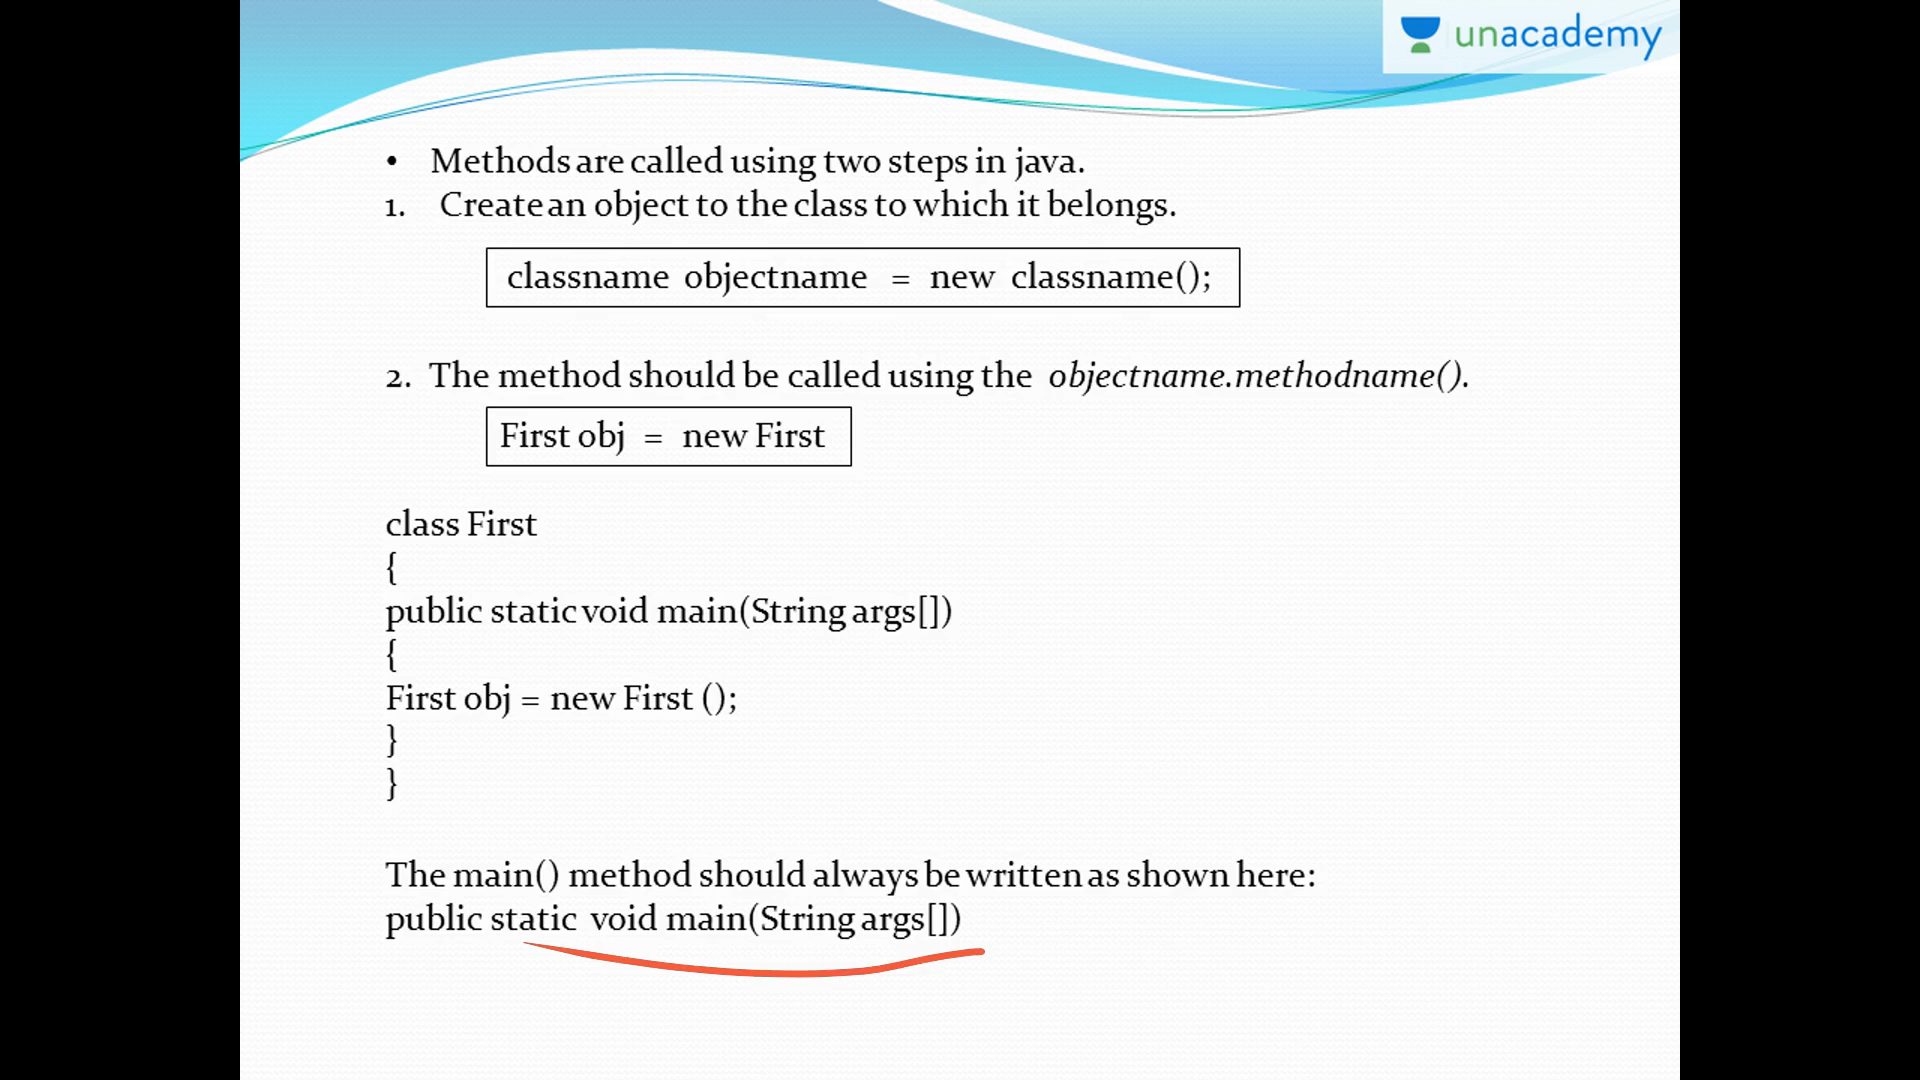 unacademy
• Methods are called using two steps in java.
1. Create an object to the class to which it belongs.
classname objectname = new classname();
2. The method should be called using the objectname.methodname().
First obj = new First
class First
{
public static void main(String args[])
{
First obj = new First ();
}
}
The main() method should always be written as shown here:
public static void main(String args[])